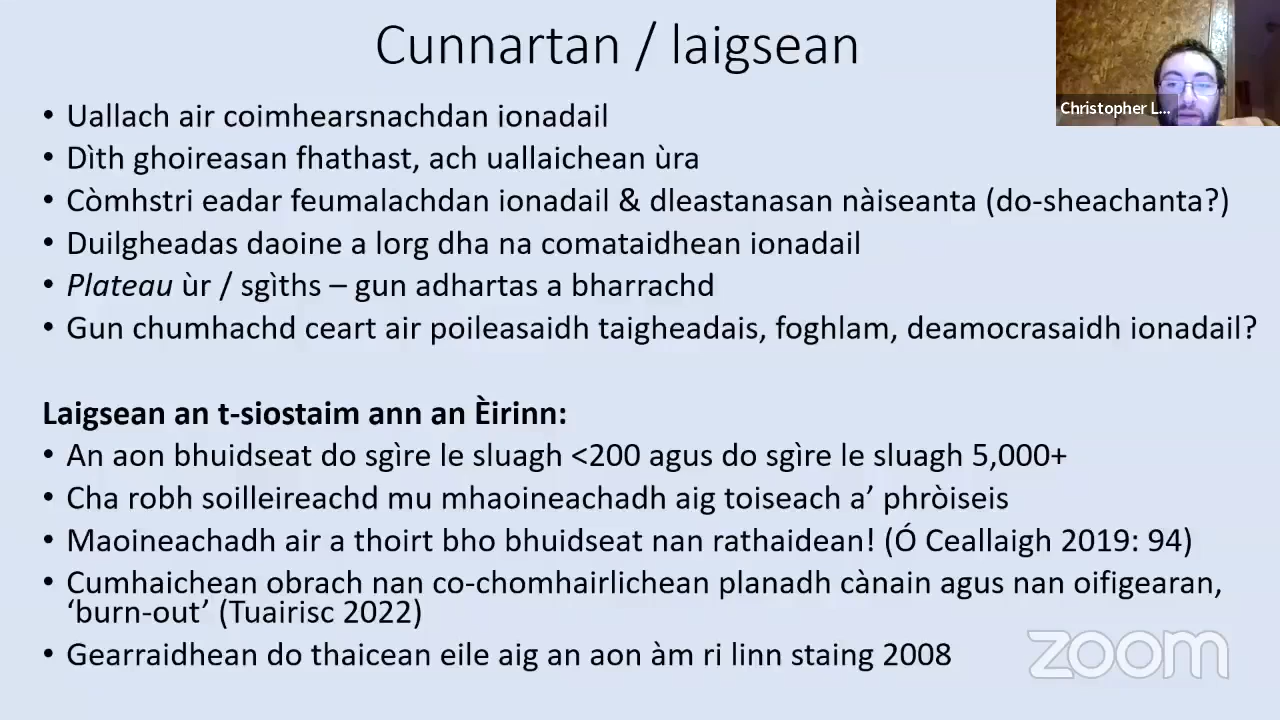 Cunnartan / laigsean
Christopher L...
• Uallach air coimhearsnachdan ionadail
• Dìth ghoireasan fhathast, ach uallaichean ùra
• Còmhstri eadar feumalachdan ionadail & dleastanasan nàiseanta (do-sheachanta?)
• Duilgheadas daoine a lorg dha na comataidhean ionadail
• Plateau ùr / sgìths – gun adhartas a bharrachd
• Gun chumhachd ceart air poileasaidh taigheadais, foghlam, deamocrasaidh ionadail?
Laigsean an t-siostaim ann an Èirinn:
• An aon bhuidseat do sgìre le sluagh <200 agus do sgìre le sluagh 5,000+
• Cha robh soilleireachd mu mhaoineachadh aig toiseach a’ phròiseis
• Maoineachadh air a thoirt bho bhuidseat nan rathaidean! (Ó Ceallaigh 2019: 94)
• Cumhaichean obrach nan co-chomhairlichean planadh cànain agus nan oifigearan,
‘burn-out’ (Tuairisc 2022)
• Gearraidhean do thaicean eile aig an aon àm ri linn staing 2008
zoom